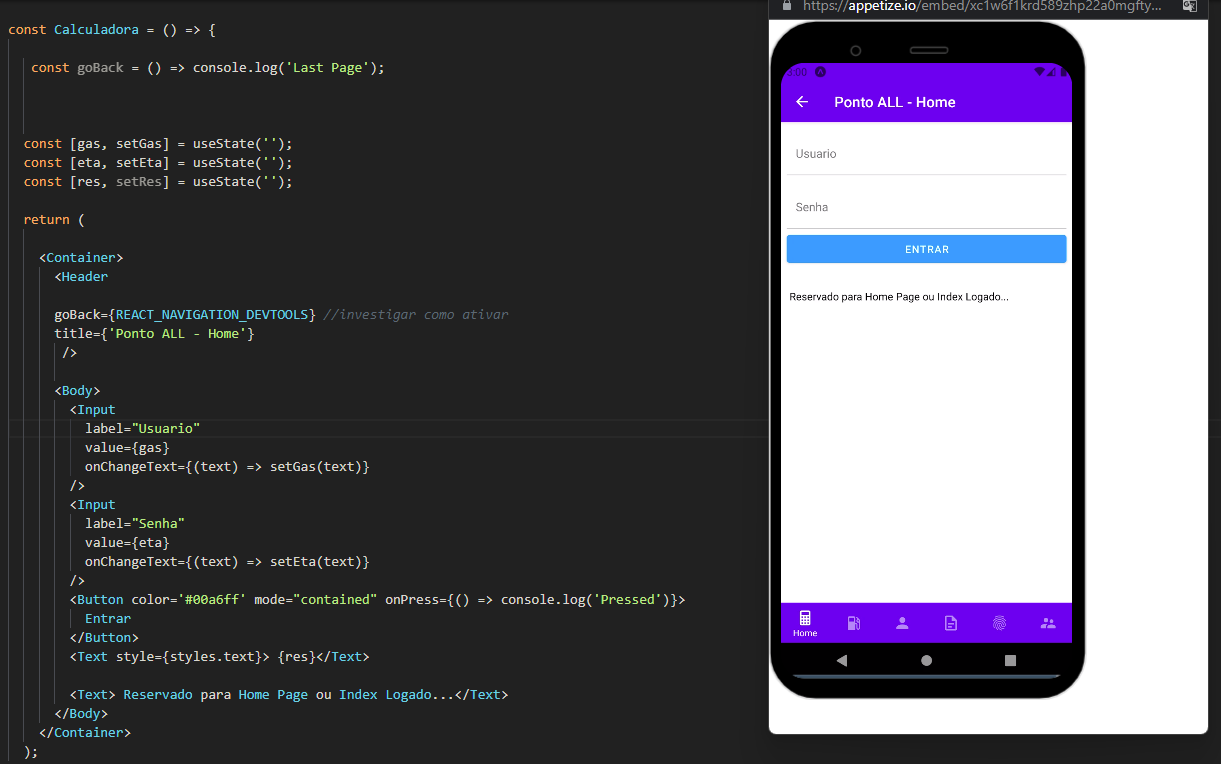 const Calculadora = () => {
const goBack = () => console.log('Last Page');
const [gas, setGas] = useState('');
const [eta, setEta] = useState('');
const [res, setRes] = useState('');
return (
<Container>
<Header
goBack={REACT_NAVIGATION_DEVTOOLS} //investigar como ativar
title={'Ponto ALL - Home'}
/>
<Body>
<Input
label="Usuario"
value={gas}
onChangeText={(text) => setGas(text)}
/>
<Input
label="Senha"
value={eta}
onChangeText={(text) => setEta(text)}
/>
<Button color='#00a6ff' mode="contained" onPress={() => console.log('Pressed')}>
Entrar
</Button>
<Text style={styles.text}> {res}</Text>
<Text> Reservado para Home Page ou Index Logado...</Text>
</Body>
</Container>
);
https://appetize.io/embed/xc1w6f1krd589zhp22a0mgfty...
Ponto ALL - Home
Usuario
Senha
ENTRAR
Reservado para Home Page ou Index Logado...
Home